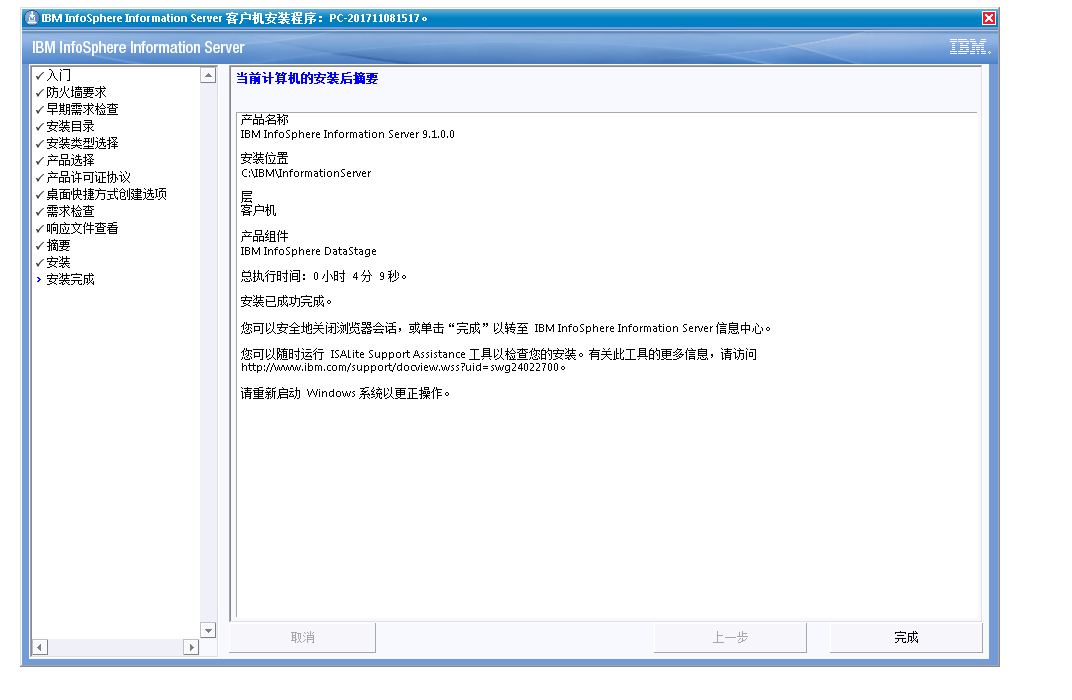 IBM InfoSphere Information Server 客户机安装程序：PC-201711081517。
IBM InfoSphere Information Server
IBM.
入门
防火墙要求
早期需求检查
安装目录
安装类型选择
产品选择
产品许可证协议
桌面快捷方式创建选项
需求检查
响应文件查看
摘要
安装
安装完成
当前计算机的安装后摘要
产品名称
IBM InfoSphere Information Server 9.1.0.0
安装位置
C:\IBM\InformationServer
层
客户机
产品组件
IBM InfoSphere DataStage
总执行时间：0 小时 4 分 9 秒。
安装已成功完成。
您可以安全地关闭浏览器会话，或单击“完成”以转至 IBM InfoSphere Information Server 信息中心。
您可以随时运行 ISALite Support Assistance 工具以检查您的安装。有关此工具的更多信息，请访问
http://www.ibm.com/support/docview.wss?uid=swg24022700。
请重新启动 Windows 系统以更正操作。
取消
上一步
完成